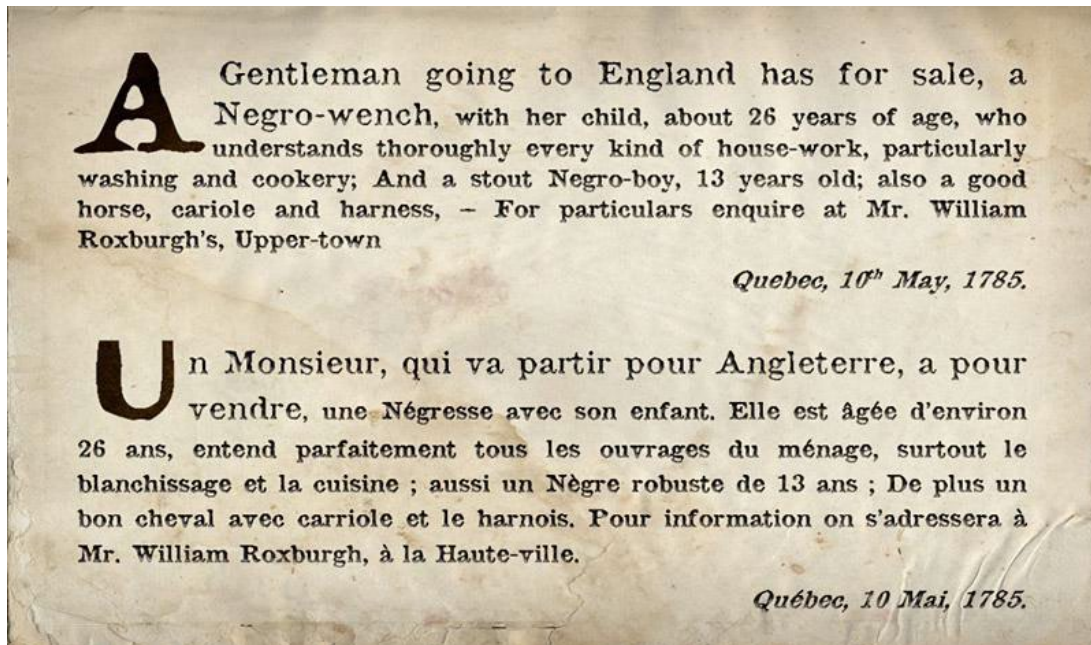 A Gentleman going to England has for sale, a
Negro-wench, with her child, about 26 years of age, who
understands thoroughly every kind of house-work, particularly
washing and cookery; And a stout Negro-boy, 13 years old; also a good
horse, cariole and harness, – For particulars enquire at Mr. William
Roxburgh's, Upper-town
Quebec, 10th May, 1785.
Un Monsieur, qui va partir pour Angleterre, a pour
vendre, une Négresse avec son enfant. Elle est âgée d'environ
26 ans, entend parfaitement tous les ouvrages du ménage, surtout le
blanchissage et la cuisine ; aussi un Nègre robuste de 13 ans ; De plus un
bon cheval avec carriole et le harnois. Pour information on s'adressera à
Mr. William Roxburgh, à la Haute-ville.
Québec, 10 Mai, 1785.